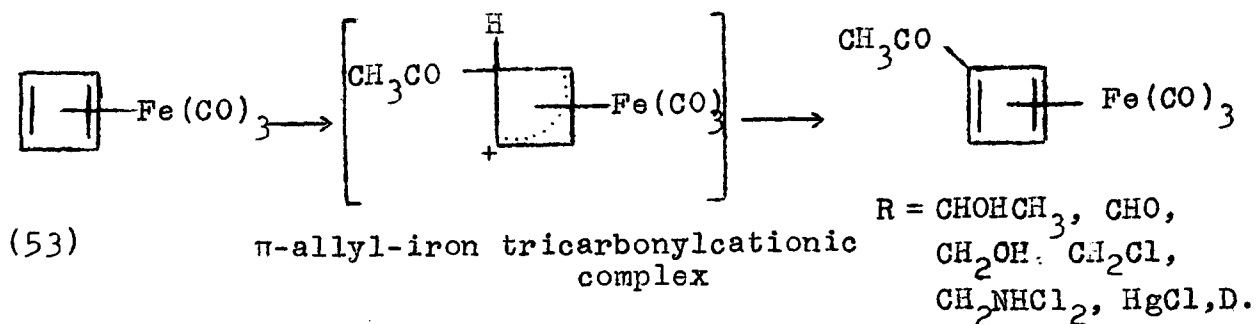 H
CH₃CO
CH₃CO
Fe(CO)₃
Fe(CO)₃
Fe(CO)₃
+
(53)
π-allyl-iron tricarbonylcationic
complex
R = CHOHCH₃, CHO,
CH₂OH. CH₂Cl,
CH₂NHCl₂, HgCl,D.